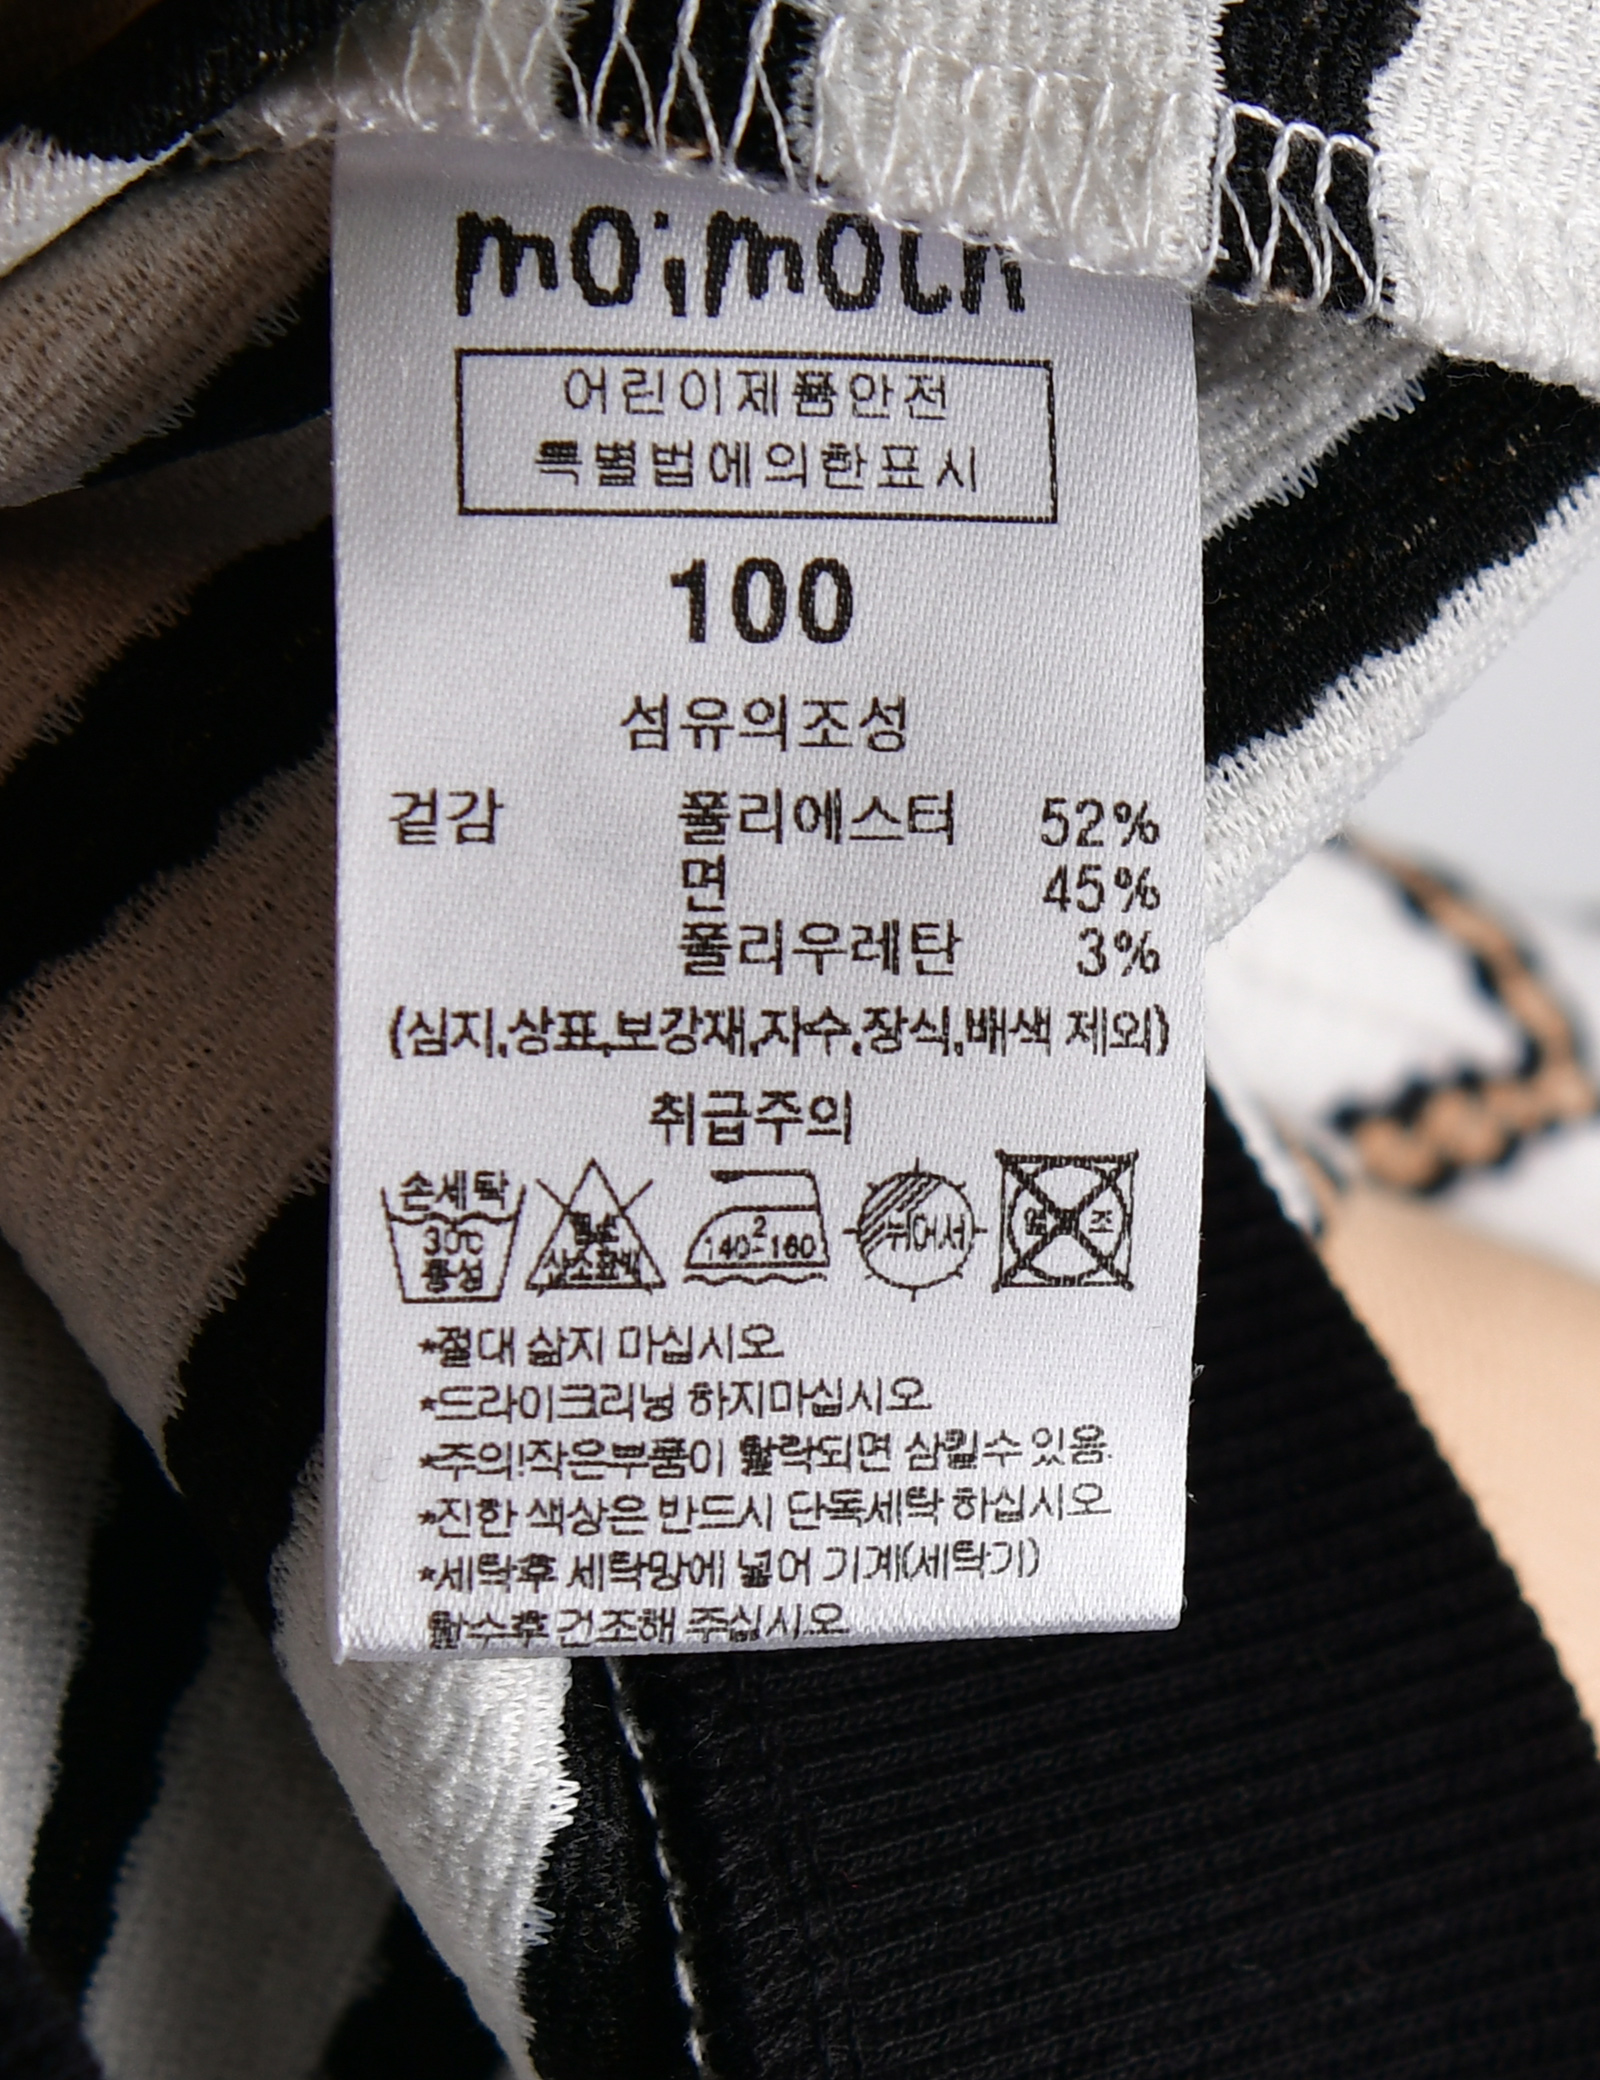 moimoln
어린이제품안전
특별법에의한표시
100
섬유의조성
겉감 폴리에스터 52%
면 45%
폴리우레탄 3%
(심지,상표,보강재,자수,장식,배색 제외)
취급주의
손세탁
30℃
중성
염소
산소표백
2
140-160
뉘어서
*절대 삶지 마십시오
*드라이크리닝 하지마십시오
*주의!작은부품이 탈락되면 삼킬수 있음.
*진한 색상은 반드시 단독세탁 하십시오
*세탁후 세탁망에 넣어 기계(세탁기)
탈수후 건조해 주십시오